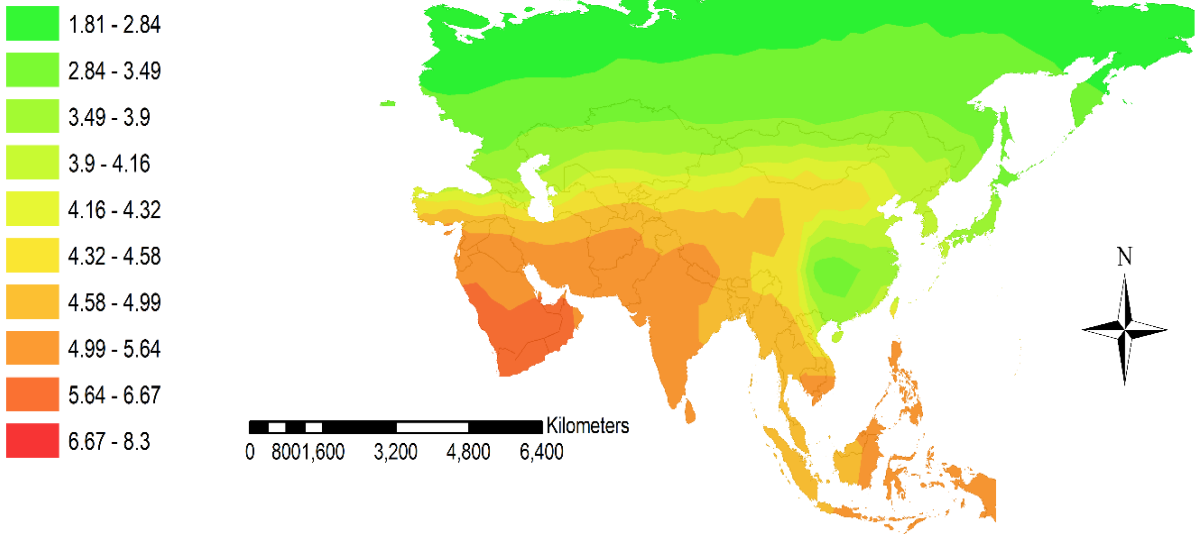 1.81 - 2.84
2.84 - 3.49
3.49 - 3.9
3.9 - 4.16
4.16 - 4.32
4.32 - 4.58
4.58 - 4.99
4.99 - 5.64
5.64 - 6.67
6.67 - 8.3
N
Kilometers
0 8001,600 3,200 4,800 6,400